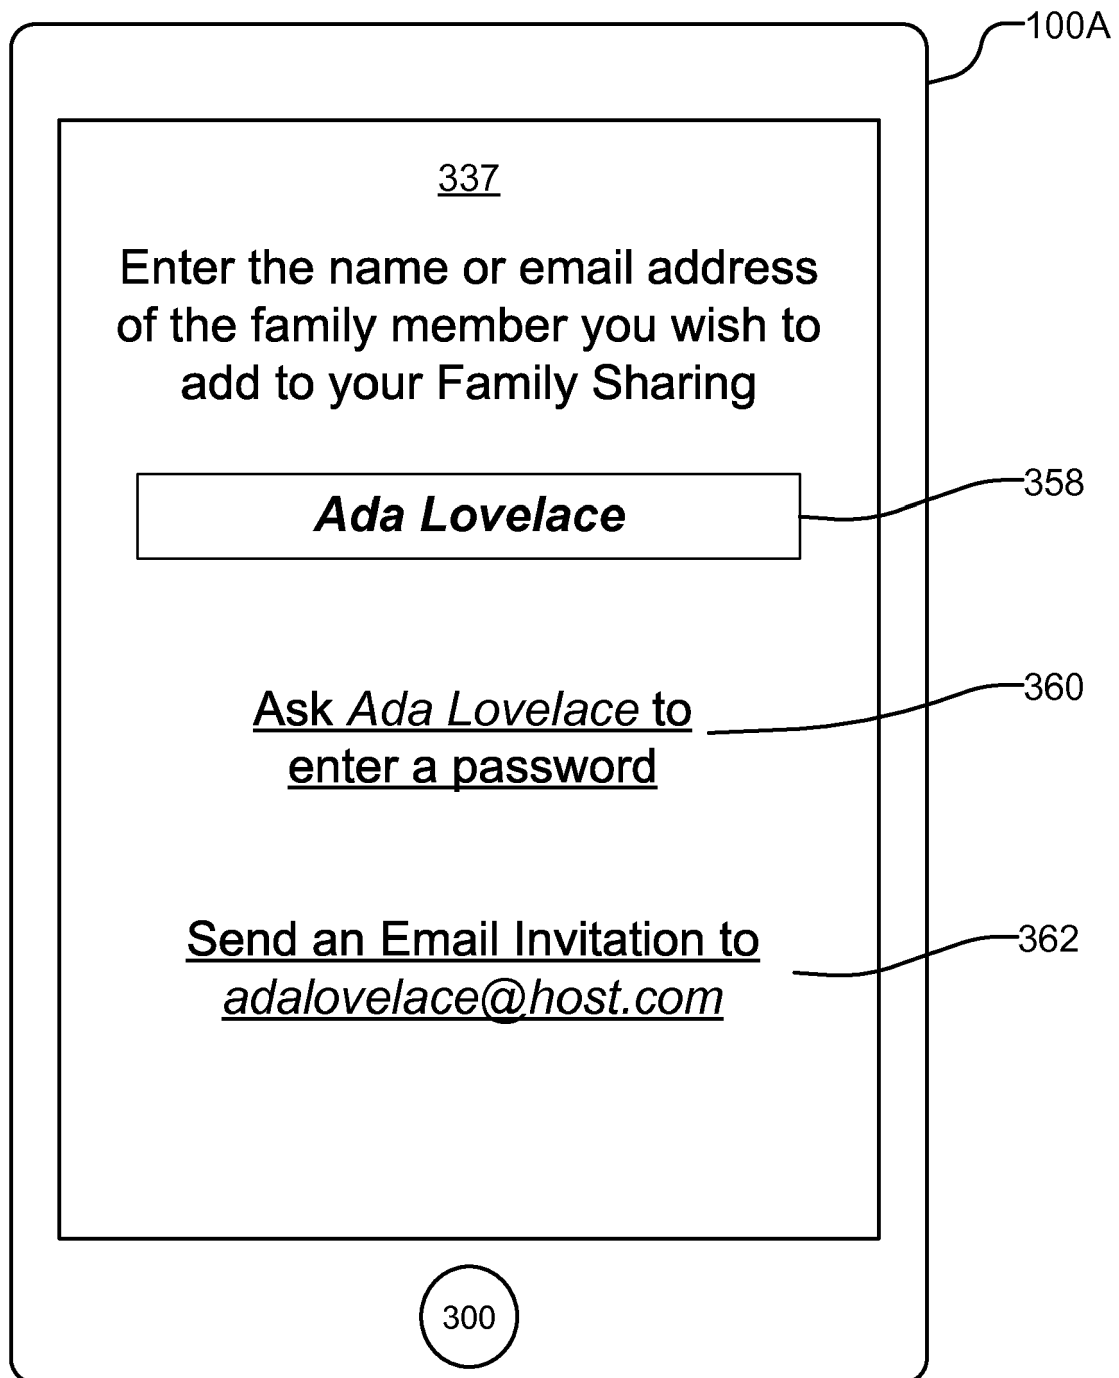 100A
337
Enter the name or email address
of the family member you wish to
add to your Family Sharing
Ada Lovelace
358
Ask Ada Lovelace to
enter a password
360
Send an Email Invitation to
adalovelace@host.com
362
300